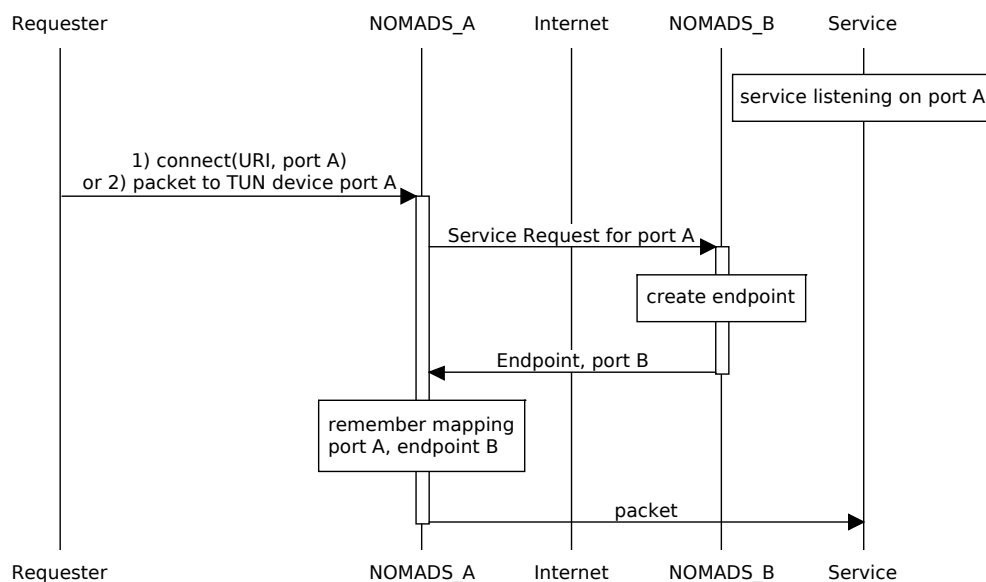 Requester
NOMADS_A
Internet
NOMADS_B
Service
service listening on port A
1) connect(URI, port A)
or 2) packet to TUN device port A
Service Request for port A
create endpoint
Endpoint, port B
remember mapping
port A, endpoint B
packet
Requester
NOMADS_A
Internet
NOMADS_B
Service